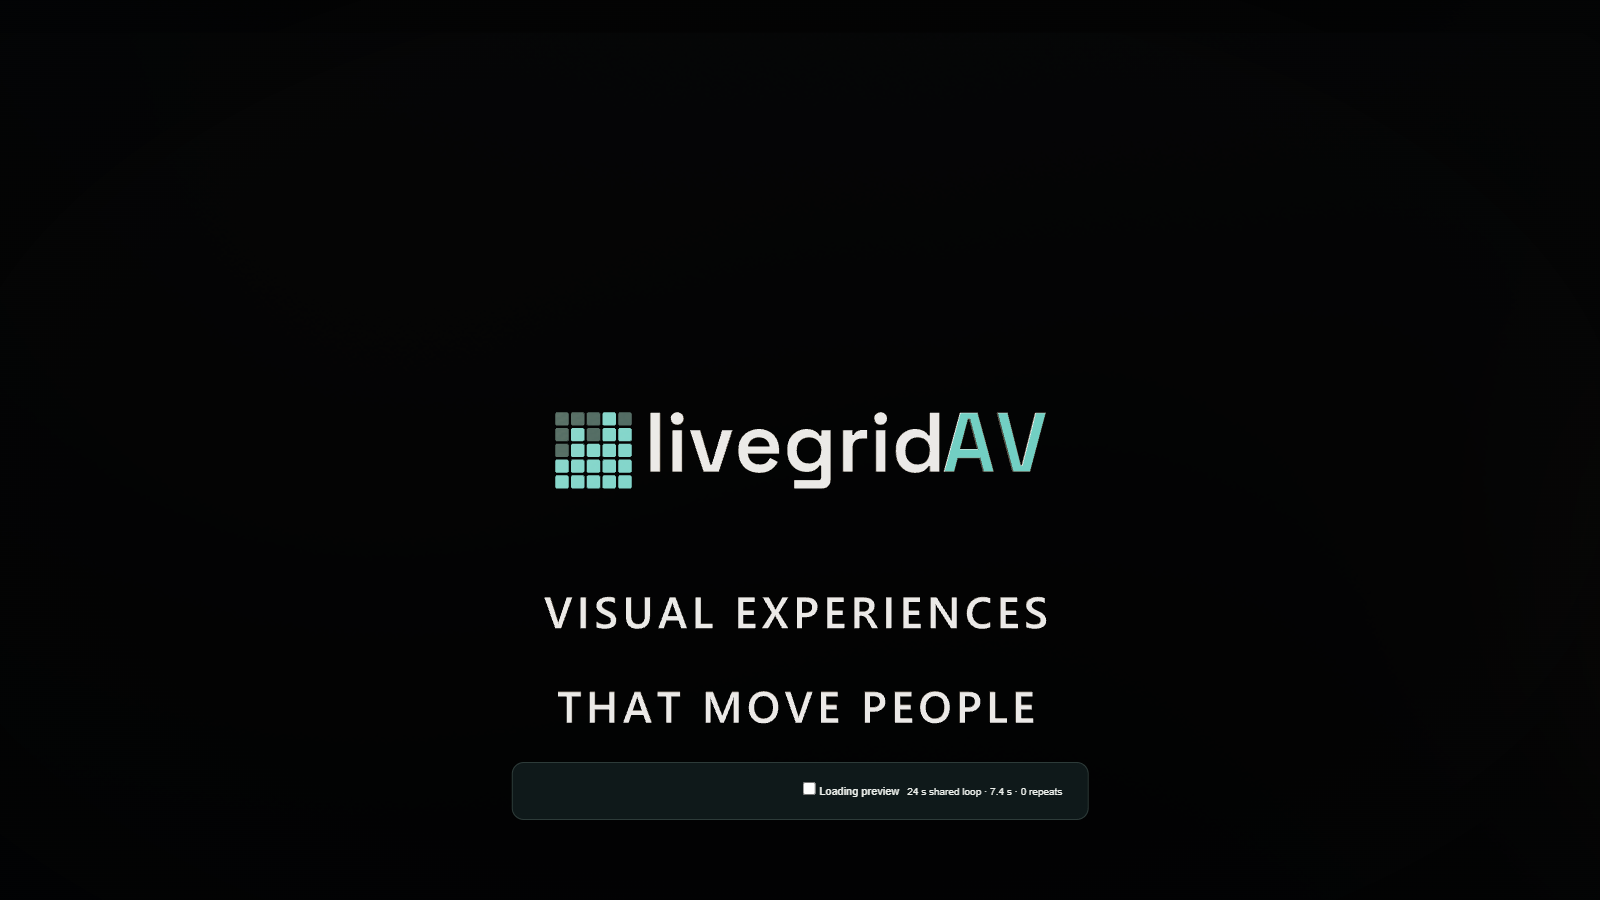 livegridAV
VISUAL EXPERIENCES
THAT MOVE PEOPLE
Loading preview 24 s shared loop · 7.4 s · 0 repeats